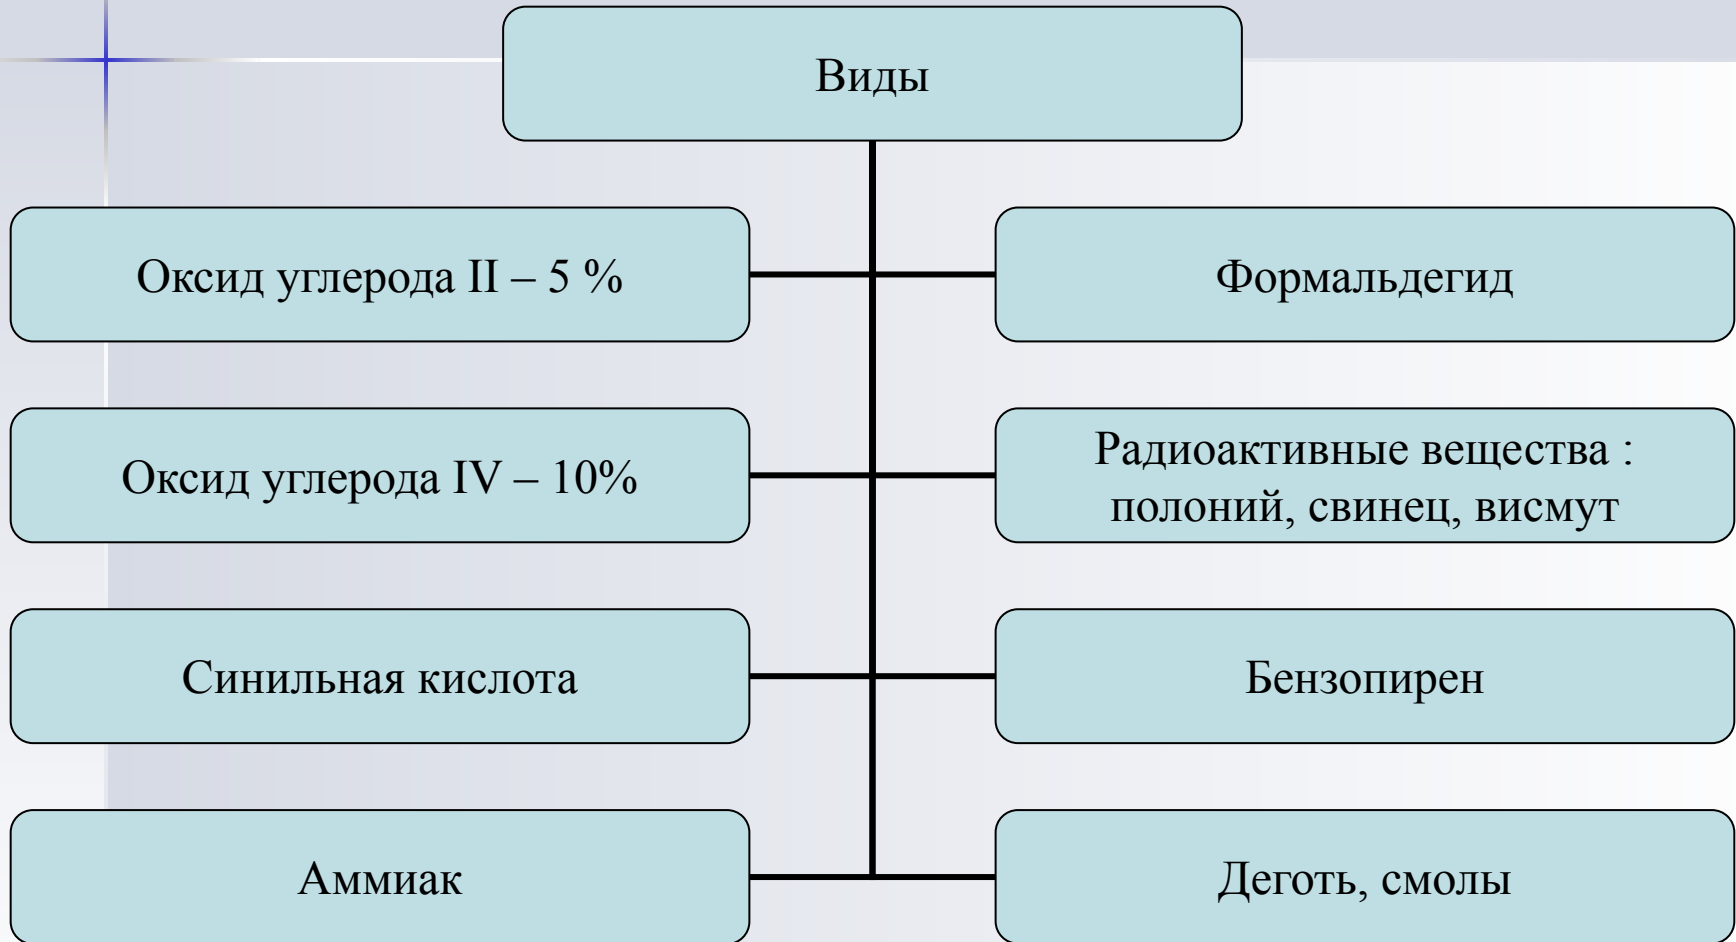 Виды
Оксид углерода II – 5 %
Формальдегид
Оксид углерода IV – 10%
Радиоактивные вещества :
полоний, свинец, висмут
Синильная кислота
Бензопирен
Аммиак
Деготь, смолы